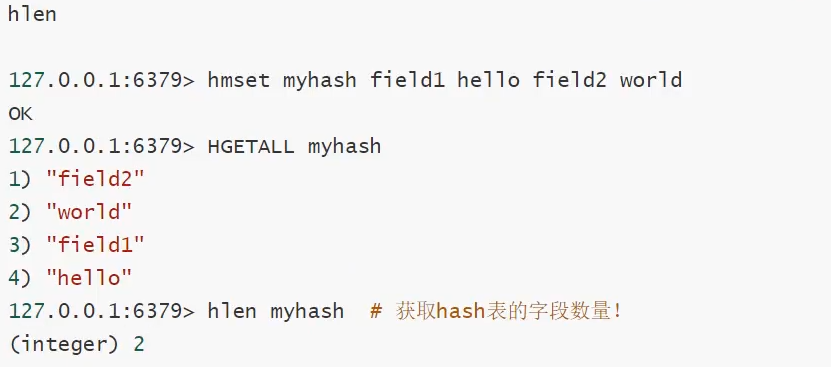 hlen
127.0.0.1:6379> hmset myhash field1 hello field2 world
OK
127.0.0.1:6379> HGETALL myhash
1) "field2"
2) "world"
3) "field1"
4) "hello"
127.0.0.1:6379> hlen myhash  # 获取hash表的字段数量！
(integer) 2